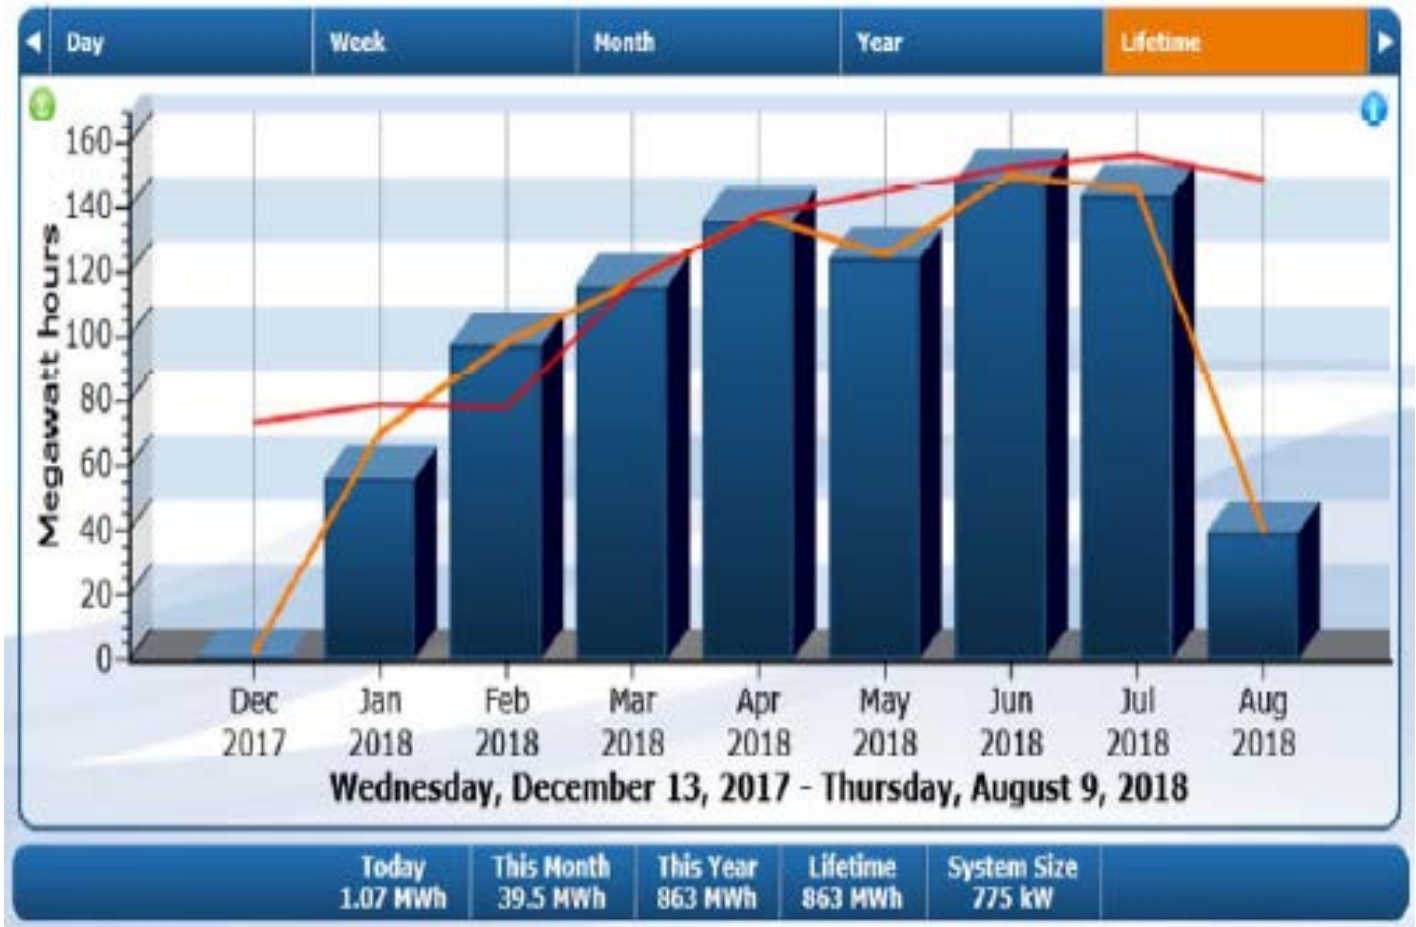 Day Week Month Year Lifetime
160
140
120
100
80
60
40
20
0
Megawatt hours
Dec Jan Feb Mar Apr May Jun Jul Aug
2017 2018 2018 2018 2018 2018 2018 2018 2018
Wednesday, December 13, 2017 - Thursday, August 9, 2018
Today This Month This Year Lifetime System Size
1.07 MWh 39.5 MWh 863 MWh 863 MWh 775 kW